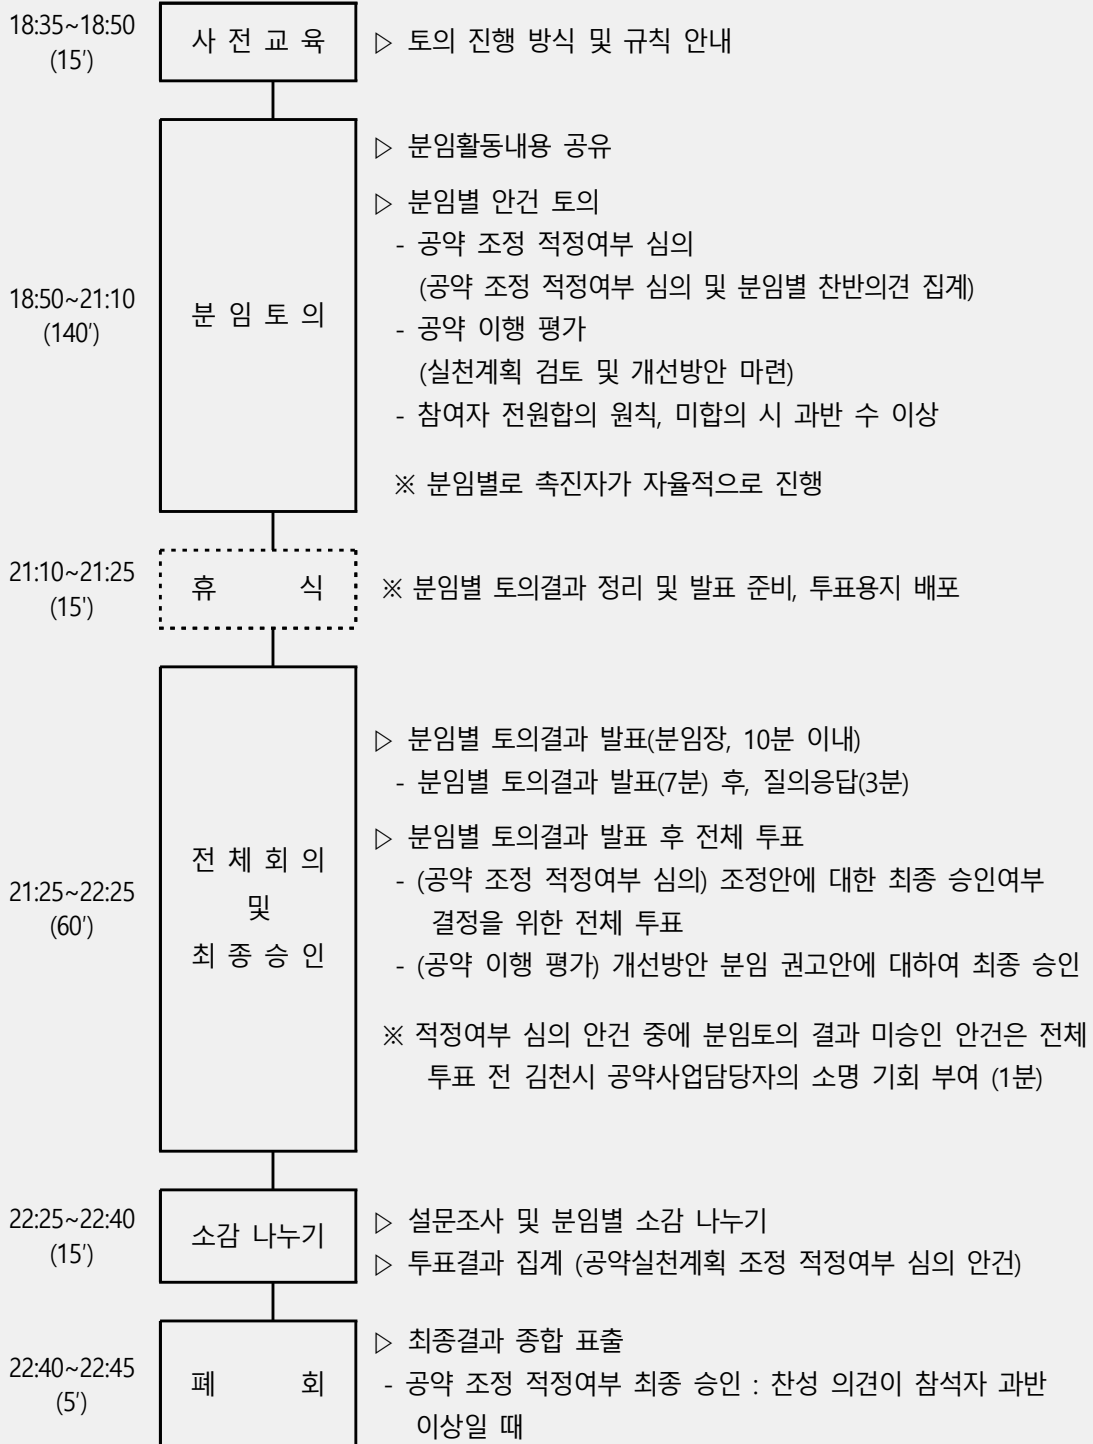 18:35~18:50
(15')
사 전 교 육
▷ 토의 진행 방식 및 규칙 안내
18:50~21:10
(140')
분 임 토 의
▷ 분임활동내용 공유
▷ 분임별 안건 토의
- 공약 조정 적정여부 심의
(공약 조정 적정여부 심의 및 분임별 찬반의견 집계)
- 공약 이행 평가
(실천계획 검토 및 개선방안 마련)
- 참여자 전원합의 원칙, 미합의 시 과반 수 이상
※ 분임별로 촉진자가 자율적으로 진행
21:10~21:25
(15')
휴 식
※ 분임별 토의결과 정리 및 발표 준비, 투표용지 배포
21:25~22:25
(60')
전 체 회 의
및
최 종 승 인
▷ 분임별 토의결과 발표(분임장, 10분 이내)
- 분임별 토의결과 발표(7분) 후, 질의응답(3분)
▷ 분임별 토의결과 발표 후 전체 투표
- (공약 조정 적정여부 심의) 조정안에 대한 최종 승인여부
결정을 위한 전체 투표
- (공약 이행 평가) 개선방안 분임 권고안에 대하여 최종 승인
※ 적정여부 심의 안건 중에 분임토의 결과 미승인 안건은 전체
투표 전 김천시 공약사업담당자의 소명 기회 부여 (1분)
22:25~22:40
(15')
소감 나누기
▷ 설문조사 및 분임별 소감 나누기
▷ 투표결과 집계 (공약실천계획 조정 적정여부 심의 안건)
22:40~22:45
(5')
폐 회
▷ 최종결과 종합 표출
- 공약 조정 적정여부 최종 승인 : 찬성 의견이 참석자 과반
이상일 때